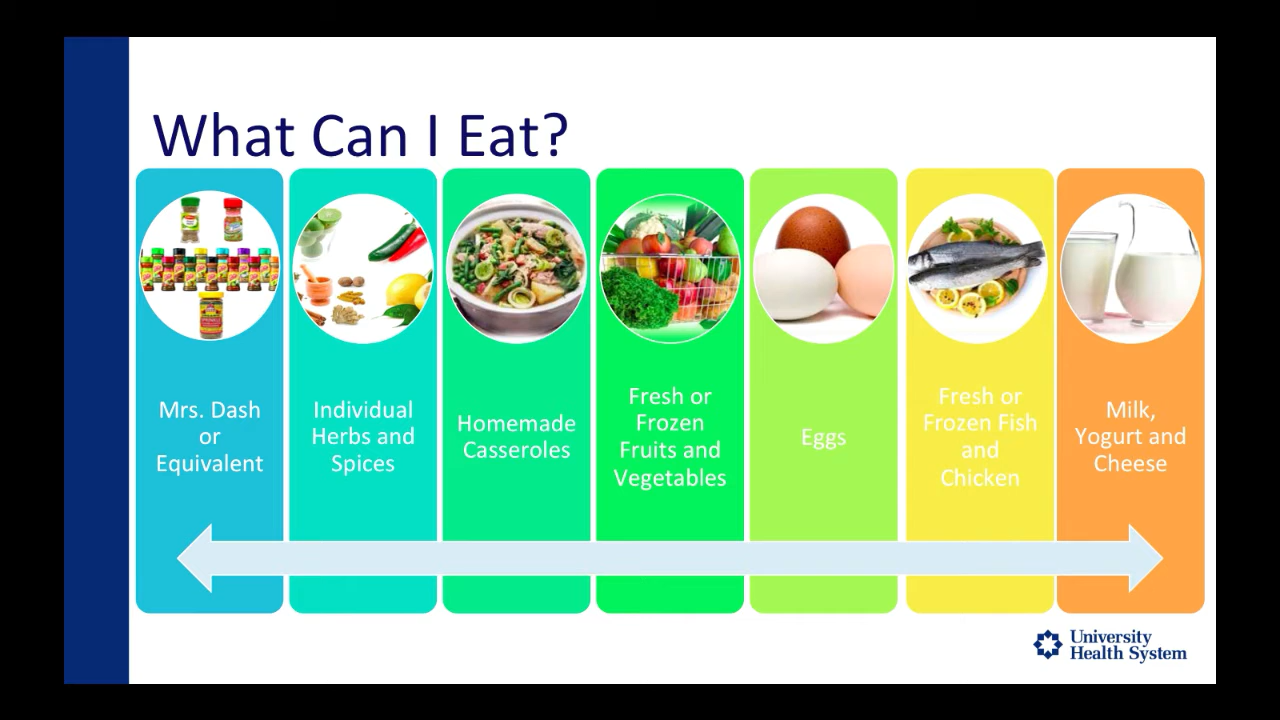 What Can I Eat?
Mrs. Dash
or
Equivalent
Individual
Herbs and
Spices
Homemade
Casseroles
Fresh or
Frozen
Fruits and
Vegetables
Eggs
Fresh or
Frozen Fish
and
Chicken
Milk,
Yogurt and
Cheese
University
Health System